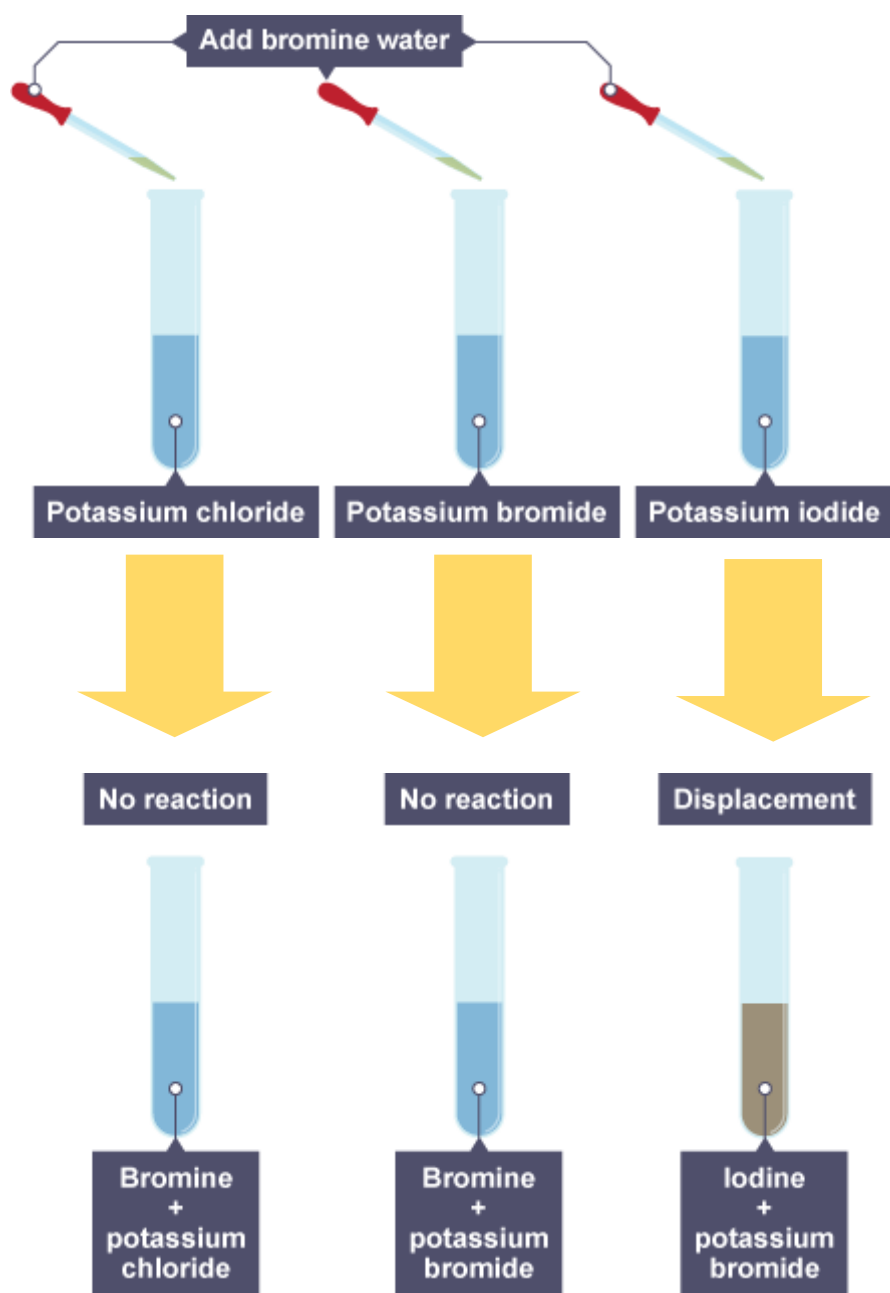 Add bromine water
Potassium chloride
Potassium bromide
Potassium iodide
No reaction
No reaction
Displacement
Bromine
+
potassium
chloride
Bromine
+
potassium
bromide
Iodine
+
potassium
bromide